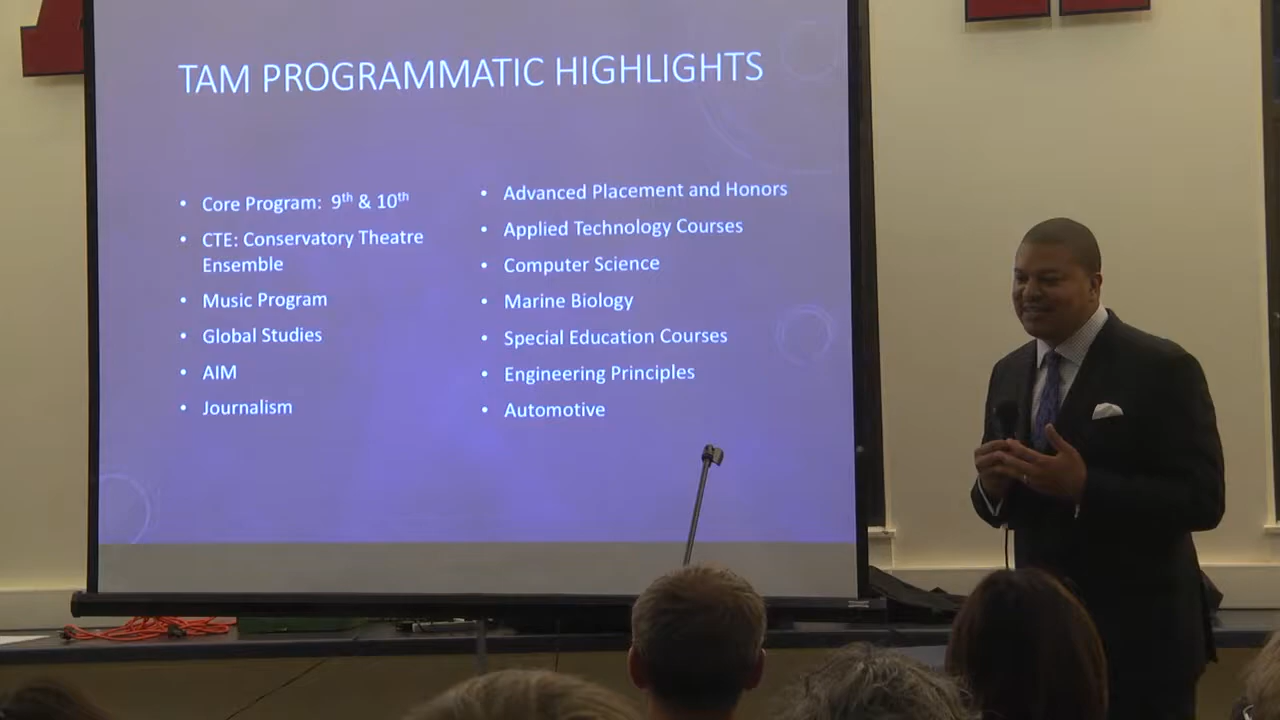 TAM PROGRAMMATIC HIGHLIGHTS
• Core Program: 9th & 10th
• CTE: Conservatory Theatre
Ensemble
• Music Program
• Global Studies
• AIM
• Journalism
• Advanced Placement and Honors
• Applied Technology Courses
• Computer Science
• Marine Biology
• Special Education Courses
• Engineering Principles
• Automotive